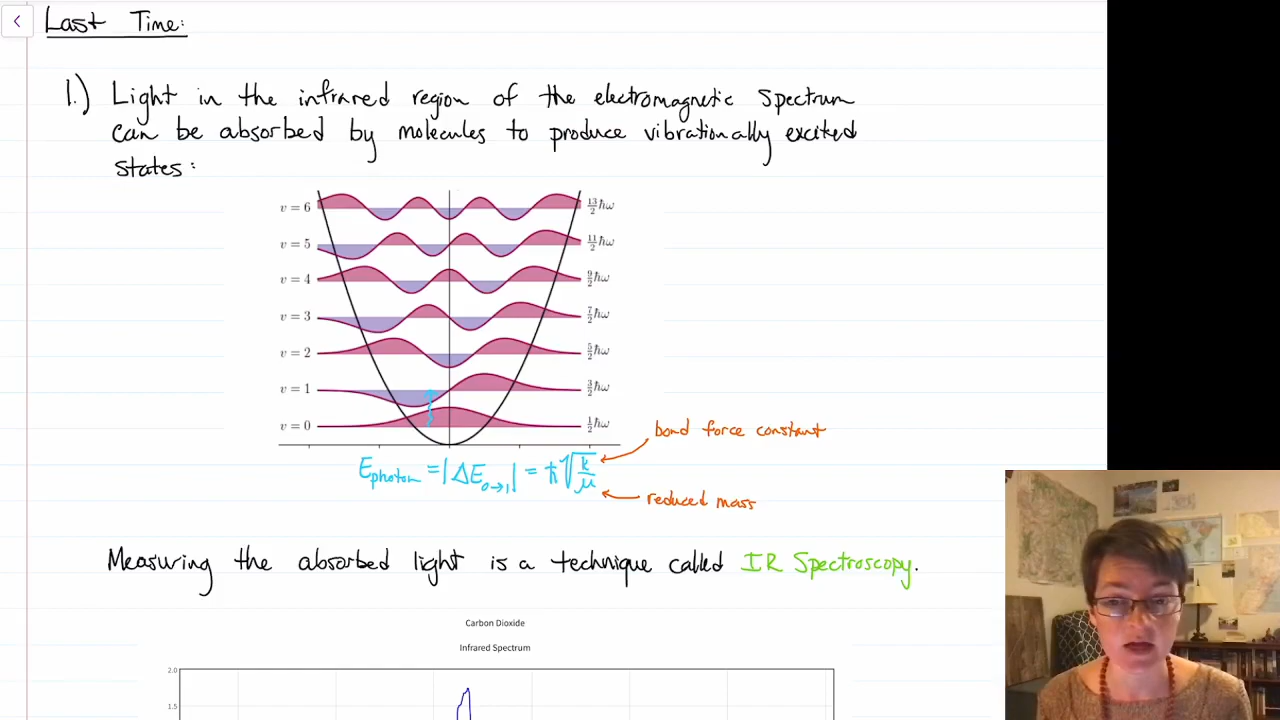 Last Time:
1.) Light in the infrared region of the electromagnetic spectrum
can be absorbed by molecules to produce vibrationally excited
states:
v = 6 13/2 ħω
v = 5 11/2 ħω
v = 4 9/2 ħω
v = 3 7/2 ħω
v = 2 5/2 ħω
v = 1 3/2 ħω
v = 0 1/2 ħω
bond force constant
E_photon = |ΔE_0→1| = ħ√(k/μ)
reduced mass
Measuring the absorbed light is a technique called IR Spectroscopy.
Carbon Dioxide
Infrared Spectrum
2.0
1.5